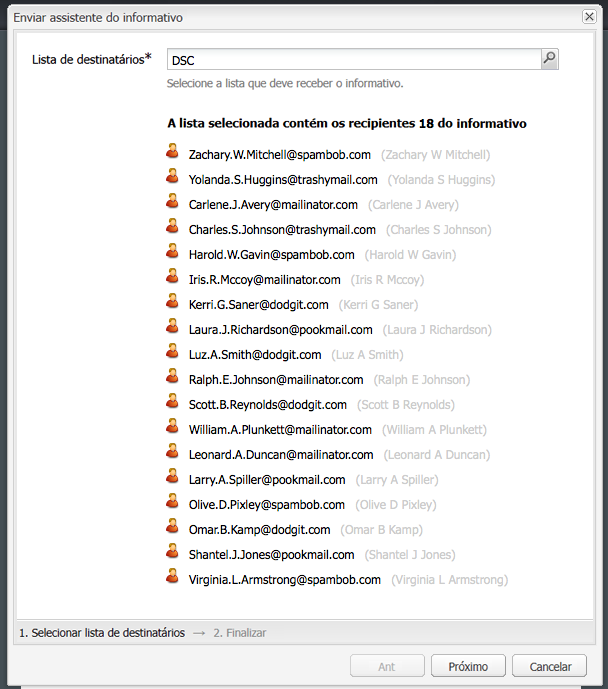 Enviar assistente do informativo
Lista de destinatários* DSC
Selecione a lista que deve receber o informativo.
A lista selecionada contém os recipientes 18 do informativo
Zachary.W.Mitchell@spambob.com (Zachary W Mitchell)
Yolanda.S.Huggins@trashymail.com (Yolanda S Huggins)
Carlene.J.Avery@mailinator.com (Carlene J Avery)
Charles.S.Johnson@trashymail.com (Charles S Johnson)
Harold.W.Gavin@spambob.com (Harold W Gavin)
Iris.R.Mccoy@mailinator.com (Iris R Mccoy)
Kerri.G.Saner@dodgit.com (Kerri G Saner)
Laura.J.Richardson@pookmail.com (Laura J Richardson)
Luz.A.Smith@dodgit.com (Luz A Smith)
Ralph.E.Johnson@mailinator.com (Ralph E Johnson)
Scott.B.Reynolds@dodgit.com (Scott B Reynolds)
William.A.Plunkett@mailinator.com (William A Plunkett)
Leonard.A.Duncan@mailinator.com (Leonard A Duncan)
Larry.A.Spiller@pookmail.com (Larry A Spiller)
Olive.D.Pixley@spambob.com (Olive D Pixley)
Omar.B.Kamp@dodgit.com (Omar B Kamp)
Shantel.J.Jones@pookmail.com (Shantel J Jones)
Virginia.L.Armstrong@spambob.com (Virginia L Armstrong)
1. Selecionar lista de destinatários → 2. Finalizar
Ant Próximo Cancelar